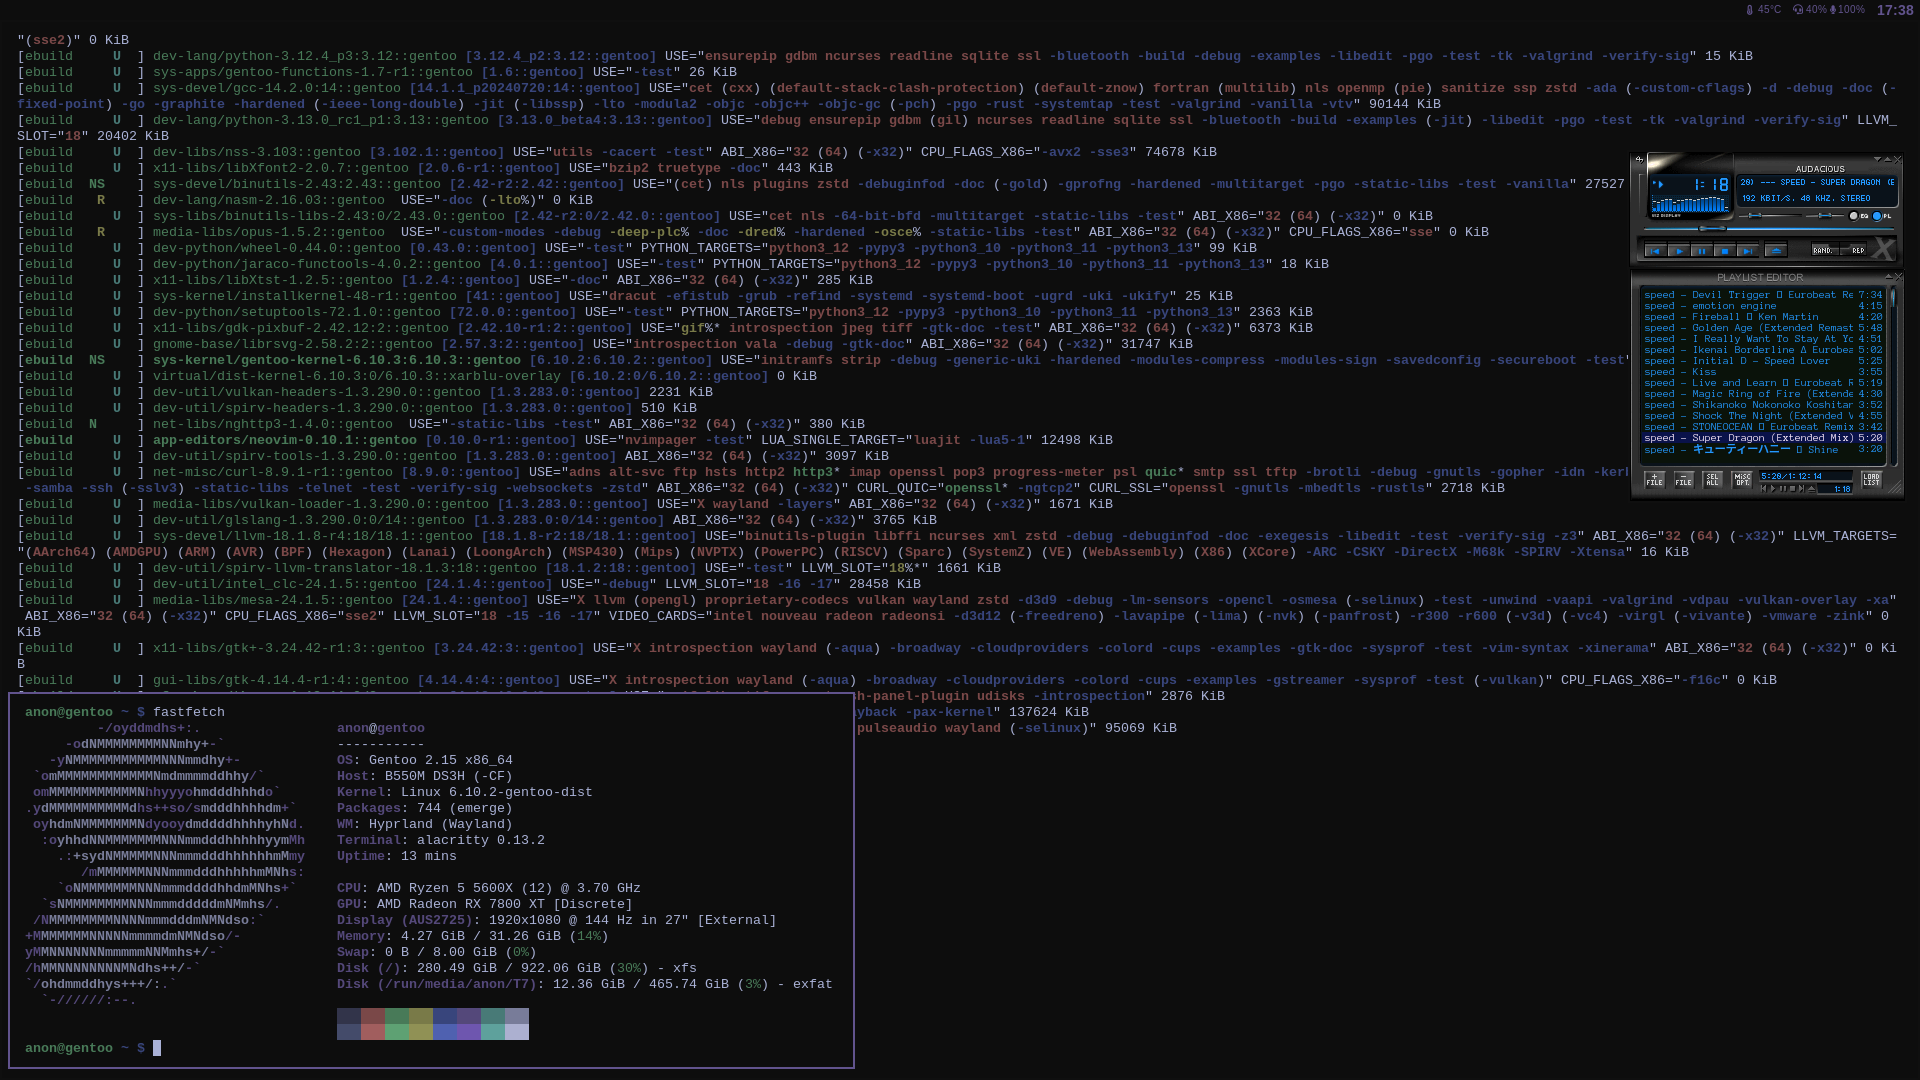 45°C 40% 100% 17:38
"(sse2)" 0 KiB
[ebuild     U  ] dev-lang/python-3.12.4_p3:3.12::gentoo [3.12.4_p2:3.12::gentoo] USE="ensurepip gdbm ncurses readline sqlite ssl -bluetooth -build -debug -examples -libedit -pgo -test -tk -valgrind -verify-sig" 15 KiB
[ebuild     U  ] sys-apps/gentoo-functions-1.7-r1::gentoo [1.6::gentoo] USE="-test" 26 KiB
[ebuild     U  ] sys-devel/gcc-14.2.0:14::gentoo [14.1.1_p20240720:14::gentoo] USE="cet (cxx) (default-stack-clash-protection) (default-znow) fortran (multilib) nls openmp (pie) sanitize ssp zstd -ada (-custom-cflags) -d -debug -doc (-
fixed-point) -go -graphite -hardened (-ieee-long-double) -jit (-libssp) -lto -modula2 -objc -objc++ -objc-gc (-pch) -pgo -rust -systemtap -test -valgrind -vanilla -vtv" 90144 KiB
[ebuild     U  ] dev-lang/python-3.13.0_rc1_p1:3.13::gentoo [3.13.0_beta4:3.13::gentoo] USE="debug ensurepip gdbm (gil) ncurses readline sqlite ssl -bluetooth -build -examples (-jit) -libedit -pgo -test -tk -valgrind -verify-sig" LLVM_
SLOT="18" 20402 KiB
[ebuild     U  ] dev-libs/nss-3.103::gentoo [3.102.1::gentoo] USE="utils -cacert -test" ABI_X86="32 (64) (-x32)" CPU_FLAGS_X86="-avx2 -sse3" 74678 KiB
[ebuild     U  ] x11-libs/libXfont2-2.0.7::gentoo [2.0.6-r1::gentoo] USE="bzip2 truetype -doc" 443 KiB
[ebuild  NS    ] sys-devel/binutils-2.43:2.43::gentoo [2.42-r2:2.42::gentoo] USE="(cet) nls plugins zstd -debuginfod -doc (-gold) -gprofng -hardened -multitarget -pgo -static-libs -test -vanilla" 27527
[ebuild   R    ] dev-lang/nasm-2.16.03::gentoo  USE="-doc (-lto%)" 0 KiB
[ebuild     U  ] sys-libs/binutils-libs-2.43:0/2.43.0::gentoo [2.42-r2:0/2.42.0::gentoo] USE="cet nls -64-bit-bfd -multitarget -static-libs -test" ABI_X86="32 (64) (-x32)" 0 KiB
[ebuild   R    ] media-libs/opus-1.5.2::gentoo  USE="-custom-modes -debug -deep-plc% -doc -dred% -hardened -osce% -static-libs -test" ABI_X86="32 (64) (-x32)" CPU_FLAGS_X86="sse" 0 KiB
[ebuild     U  ] dev-python/wheel-0.44.0::gentoo [0.43.0::gentoo] USE="-test" PYTHON_TARGETS="python3_12 -pypy3 -python3_10 -python3_11 -python3_13" 99 KiB
[ebuild     U  ] dev-python/jaraco-functools-4.0.2::gentoo [4.0.1::gentoo] USE="-test" PYTHON_TARGETS="python3_12 -pypy3 -python3_10 -python3_11 -python3_13" 18 KiB
[ebuild     U  ] x11-libs/libXtst-1.2.5::gentoo [1.2.4::gentoo] USE="-doc" ABI_X86="32 (64) (-x32)" 285 KiB
[ebuild     U  ] sys-kernel/installkernel-48-r1::gentoo [41::gentoo] USE="dracut -efistub -grub -refind -systemd -systemd-boot -ugrd -uki -ukify" 25 KiB
[ebuild     U  ] dev-python/setuptools-72.1.0::gentoo [72.0.0::gentoo] USE="-test" PYTHON_TARGETS="python3_12 -pypy3 -python3_10 -python3_11 -python3_13" 2363 KiB
[ebuild     U  ] x11-libs/gdk-pixbuf-2.42.12:2::gentoo [2.42.10-r1:2::gentoo] USE="gif%* introspection jpeg tiff -gtk-doc -test" ABI_X86="32 (64) (-x32)" 6373 KiB
[ebuild     U  ] gnome-base/librsvg-2.58.2:2::gentoo [2.57.3:2::gentoo] USE="introspection vala -debug -gtk-doc" ABI_X86="32 (64) (-x32)" 31747 KiB
[ebuild  NS    ] sys-kernel/gentoo-kernel-6.10.3:6.10.3::gentoo [6.10.2:6.10.2::gentoo] USE="initramfs strip -debug -generic-uki -hardened -modules-compress -modules-sign -savedconfig -secureboot -test"
[ebuild     U  ] virtual/dist-kernel-6.10.3:0/6.10.3::xarblu-overlay [6.10.2:0/6.10.2::gentoo] 0 KiB
[ebuild     U  ] dev-util/vulkan-headers-1.3.290.0::gentoo [1.3.283.0::gentoo] 2231 KiB
[ebuild     U  ] dev-util/spirv-headers-1.3.290.0::gentoo [1.3.283.0::gentoo] 510 KiB
[ebuild  N     ] net-libs/nghttp3-1.4.0::gentoo  USE="-static-libs -test" ABI_X86="32 (64) (-x32)" 380 KiB
[ebuild     U  ] app-editors/neovim-0.10.1::gentoo [0.10.0-r1::gentoo] USE="nvimpager -test" LUA_SINGLE_TARGET="luajit -lua5-1" 12498 KiB
[ebuild     U  ] dev-util/spirv-tools-1.3.290.0::gentoo [1.3.283.0::gentoo] ABI_X86="32 (64) (-x32)" 3097 KiB
[ebuild     U  ] net-misc/curl-8.9.1-r1::gentoo [8.9.0::gentoo] USE="adns alt-svc ftp hsts http2 http3* imap openssl pop3 progress-meter psl quic* smtp ssl tftp -brotli -debug -gnutls -gopher -idn -kerb
-samba -ssh (-sslv3) -static-libs -telnet -test -verify-sig -websockets -zstd" ABI_X86="32 (64) (-x32)" CURL_QUIC="openssl* -ngtcp2" CURL_SSL="openssl -gnutls -mbedtls -rustls" 2718 KiB
[ebuild     U  ] media-libs/vulkan-loader-1.3.290.0::gentoo [1.3.283.0::gentoo] USE="X wayland -layers" ABI_X86="32 (64) (-x32)" 1671 KiB
[ebuild     U  ] dev-util/glslang-1.3.290.0:0/14::gentoo [1.3.283.0:0/14::gentoo] ABI_X86="32 (64) (-x32)" 3765 KiB
[ebuild     U  ] sys-devel/llvm-18.1.8-r4:18/18.1::gentoo [18.1.8-r2:18/18.1::gentoo] USE="binutils-plugin libffi ncurses xml zstd -debug -debuginfod -doc -exegesis -libedit -test -verify-sig -z3" ABI_X86="32 (64) (-x32)" LLVM_TARGETS=
"(AArch64) (AMDGPU) (ARM) (AVR) (BPF) (Hexagon) (Lanai) (LoongArch) (MSP430) (Mips) (NVPTX) (PowerPC) (RISCV) (Sparc) (SystemZ) (VE) (WebAssembly) (X86) (XCore) -ARC -CSKY -DirectX -M68k -SPIRV -Xtensa" 16 KiB
[ebuild     U  ] dev-util/spirv-llvm-translator-18.1.3:18::gentoo [18.1.2:18::gentoo] USE="-test" LLVM_SLOT="18%*" 1661 KiB
[ebuild     U  ] dev-util/intel_clc-24.1.5::gentoo [24.1.4::gentoo] USE="-debug" LLVM_SLOT="18 -16 -17" 28458 KiB
[ebuild     U  ] media-libs/mesa-24.1.5::gentoo [24.1.4::gentoo] USE="X llvm (opengl) proprietary-codecs vulkan wayland zstd -d3d9 -debug -lm-sensors -opencl -osmesa (-selinux) -test -unwind -vaapi -valgrind -vdpau -vulkan-overlay -xa"
ABI_X86="32 (64) (-x32)" CPU_FLAGS_X86="sse2" LLVM_SLOT="18 -15 -16 -17" VIDEO_CARDS="intel nouveau radeon radeonsi -d3d12 (-freedreno) -lavapipe (-lima) (-nvk) (-panfrost) -r300 -r600 (-v3d) (-vc4) -virgl (-vivante) -vmware -zink" 0
KiB
[ebuild     U  ] x11-libs/gtk+-3.24.42-r1:3::gentoo [3.24.42:3::gentoo] USE="X introspection wayland (-aqua) -broadway -cloudproviders -colord -cups -examples -gtk-doc -sysprof -test -vim-syntax -xinerama" ABI_X86="32 (64) (-x32)" 0 Ki
B
[ebuild     U  ] gui-libs/gtk-4.14.4-r1:4::gentoo [4.14.4:4::gentoo] USE="X introspection wayland (-aqua) -broadway -cloudproviders -colord -cups -examples -gstreamer -sysprof -test (-vulkan)" CPU_FLAGS_X86="-f16c" 0 KiB
sh-panel-plugin udisks -introspection" 2876 KiB
yback -pax-kernel" 137624 KiB
pulseaudio wayland (-selinux)" 95069 KiB
anon@gentoo ~ $ fastfetch
-/oyddmdhs+:.
-odNMMMMMMMMNNmhy+-`
-yNMMMMMMMMMMMNNNmmdhy+-
`omMMMMMMMMMMMMNmdmmmmddhhy/`
omMMMMMMMMMMMNhhyyyohmdddhhhdo`
.ydMMMMMMMMMMdhs++so/smdddhhhhdm+`
oyhdmNMMMMMMMNdyooydmddddhhhhyhNd.
:oyhhdNNMMMMMMMNNNmmdddhhhhhyymMh
.:+sydNMMMMMNNNmmmdddhhhhhhmMmy
/mMMMMMMNNNmmmdddhhhhhmMNhs:
`oNMMMMMMMNNNmmmddddhhdmMNhs+`
`sNMMMMMMMMNNNmmmdddddmNMmhs/.
/NMMMMMMMMNNNNmmmdddmNMNdso:`
+MMMMMMMNNNNNmmmmdmNMNdso/-
yMMNNNNNNNmmmmmNNMmhs+/-`
/hMMNNNNNNNNMNdhs++/-`
`/ohdmmddhys+++/:.`
`-//////:--.
anon@gentoo
-----------
OS: Gentoo 2.15 x86_64
Host: B550M DS3H (-CF)
Kernel: Linux 6.10.2-gentoo-dist
Packages: 744 (emerge)
WM: Hyprland (Wayland)
Terminal: alacritty 0.13.2
Uptime: 13 mins
CPU: AMD Ryzen 5 5600X (12) @ 3.70 GHz
GPU: AMD Radeon RX 7800 XT [Discrete]
Display (AUS2725): 1920x1080 @ 144 Hz in 27" [External]
Memory: 4.27 GiB / 31.26 GiB (14%)
Swap: 0 B / 8.00 GiB (0%)
Disk (/): 280.49 GiB / 922.06 GiB (30%) - xfs
Disk (/run/media/anon/T7): 12.36 GiB / 465.74 GiB (3%) - exfat
anon@gentoo ~ $
AUDACIOUS
1:18
20) --- SPEED - SUPER DRAGON (E
192 KBIT/S, 48 KHZ, STEREO
EQ PL
RAND REP
PLAYLIST EDITOR
speed - Devil Trigger Eurobeat Re 7:34
speed - emotion engine 4:15
speed - Fireball Ken Martin 4:20
speed - Golden Age (Extended Remast 5:48
speed - I Really Want To Stay At Yo 4:51
speed - Ikenai Borderline Δ Eurobea 5:02
speed - Initial D - Speed Lover 5:25
speed - Kiss 3:55
speed - Live and Learn Eurobeat R 5:19
speed - Magic Ring of Fire (Extende 4:30
speed - Shikanoko Nokonoko Koshitan 3:52
speed - Shock The Night (Extended V 4:55
speed - STONEOCEAN Eurobeat Remix 3:42
speed - Super Dragon (Extended Mix) 5:20
speed - キューティーハニー Shine 3:20
+ FILE - FILE SEL ALL MISC OPT. 5:20/1:12:14 1:18 LOAD LIST